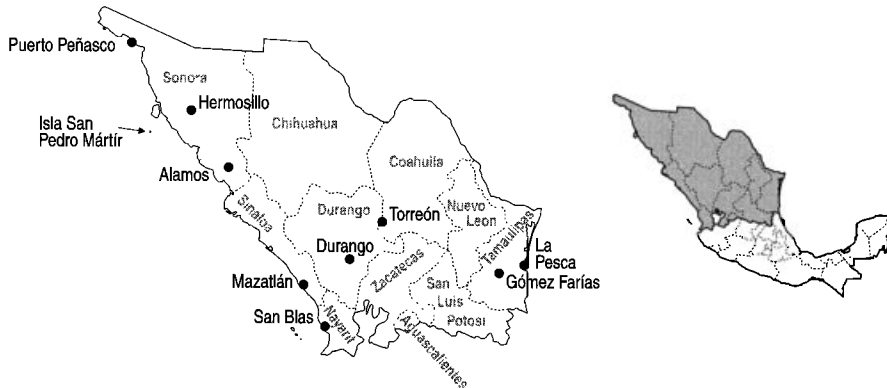 Puerto Peñasco
Sonora
Hermosillo
Chihuahua
Isla San
Pedro Mártír
Coahuila
Alamos
Sinaloa
Durango
Torreón
Nuevo
Leon
Tamaulipas
Durango
Zacatecas
La
Pesca
Gómez Farías
Mazatlán
San
Luis
Potosi
San Blas
Nayarit
Aguascalientes